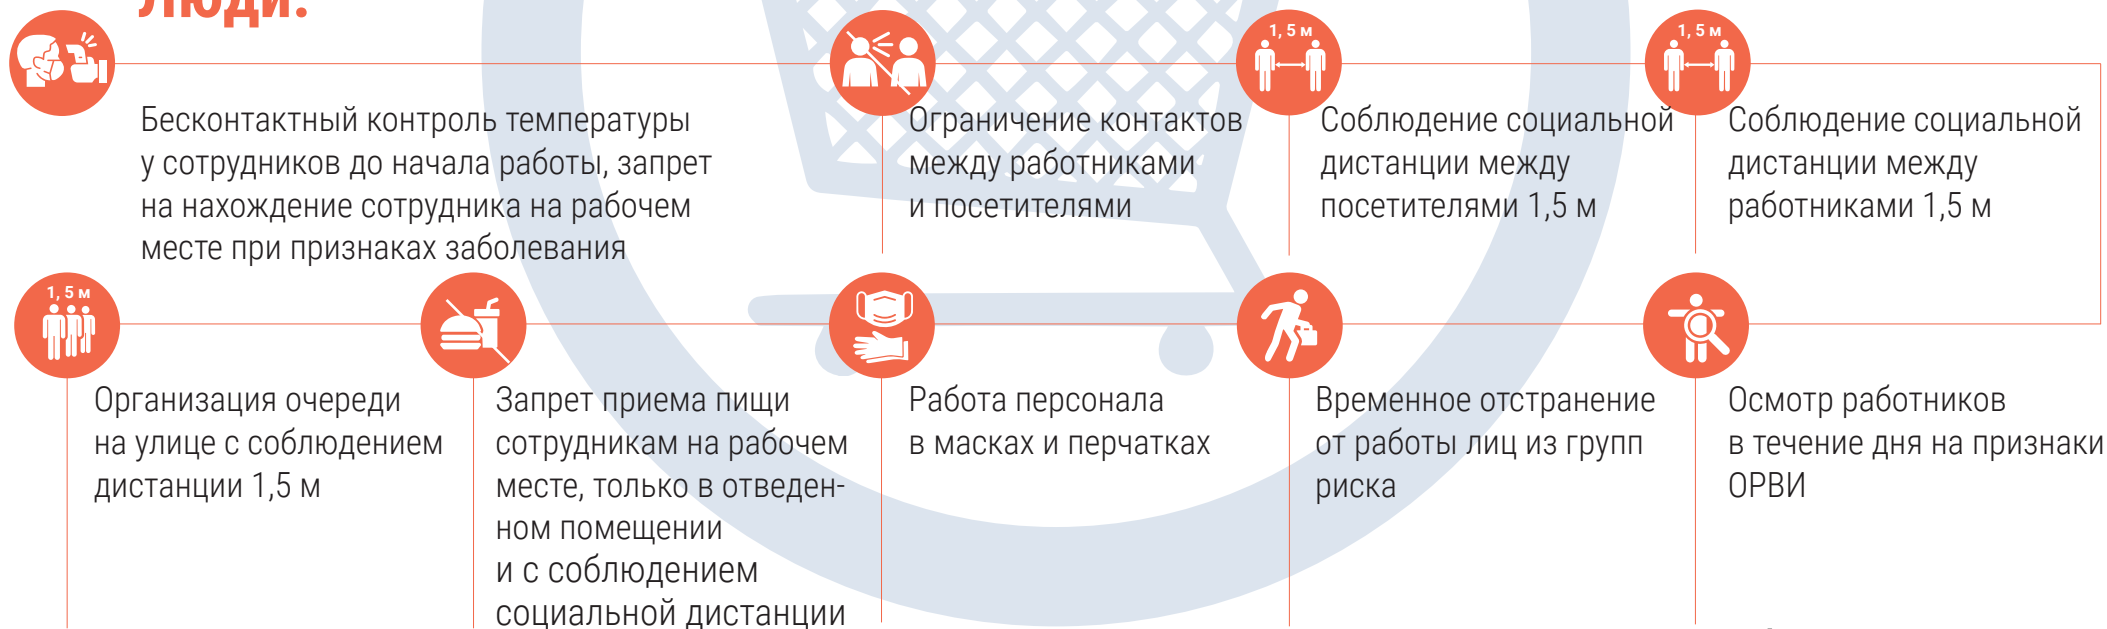 Люди:
Бесконтактный контроль температуры
у сотрудников до начала работы, запрет
на нахождение сотрудника на рабочем
месте при признаках заболевания
Ограничение контактов
между работниками
и посетителями
1, 5 м
Соблюдение социальной
дистанции между
посетителями 1,5 м
1, 5 м
Соблюдение социальной
дистанции между
работниками 1,5 м
1, 5 м
Организация очереди
на улице с соблюдением
дистанции 1,5 м
Запрет приема пищи
сотрудникам на рабочем
месте, только в отведен-
ном помещении
и с соблюдением
социальной дистанции
Работа персонала
в масках и перчатках
Временное отстранение
от работы лиц из групп
риска
Осмотр работников
в течение дня на признаки
ОРВИ